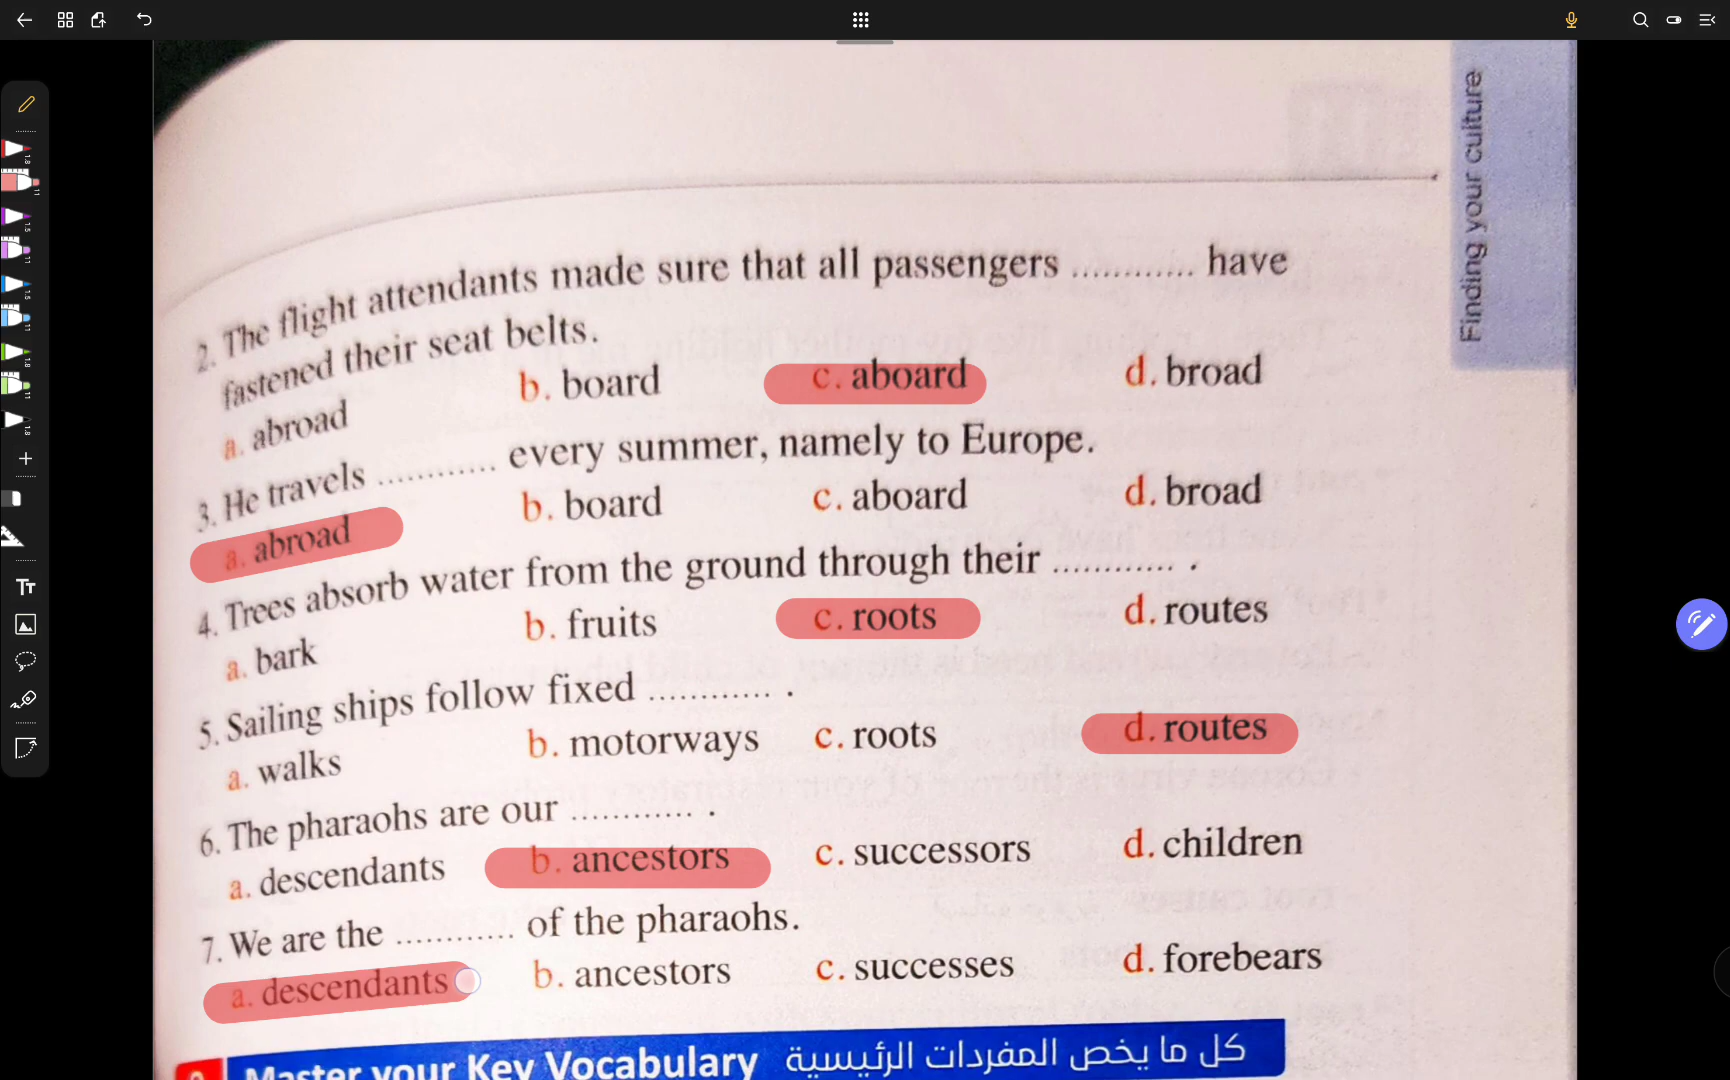 Finding your culture
2. The flight attendants made sure that all passengers ............ have
fastened their seat belts.
a. abroad b. board c. aboard d. broad
3. He travels ............ every summer, namely to Europe.
a. abroad b. board c. aboard d. broad
4. Trees absorb water from the ground through their ............ .
a. bark b. fruits c. roots d. routes
5. Sailing ships follow fixed ............ .
a. walks b. motorways c. roots d. routes
6. The pharaohs are our ............ .
a. descendants b. ancestors c. successors d. children
7. We are the ............ of the pharaohs.
a. descendants b. ancestors c. successes d. forebears
Master your Key Vocabulary كل ما يخص المفردات الرئيسية